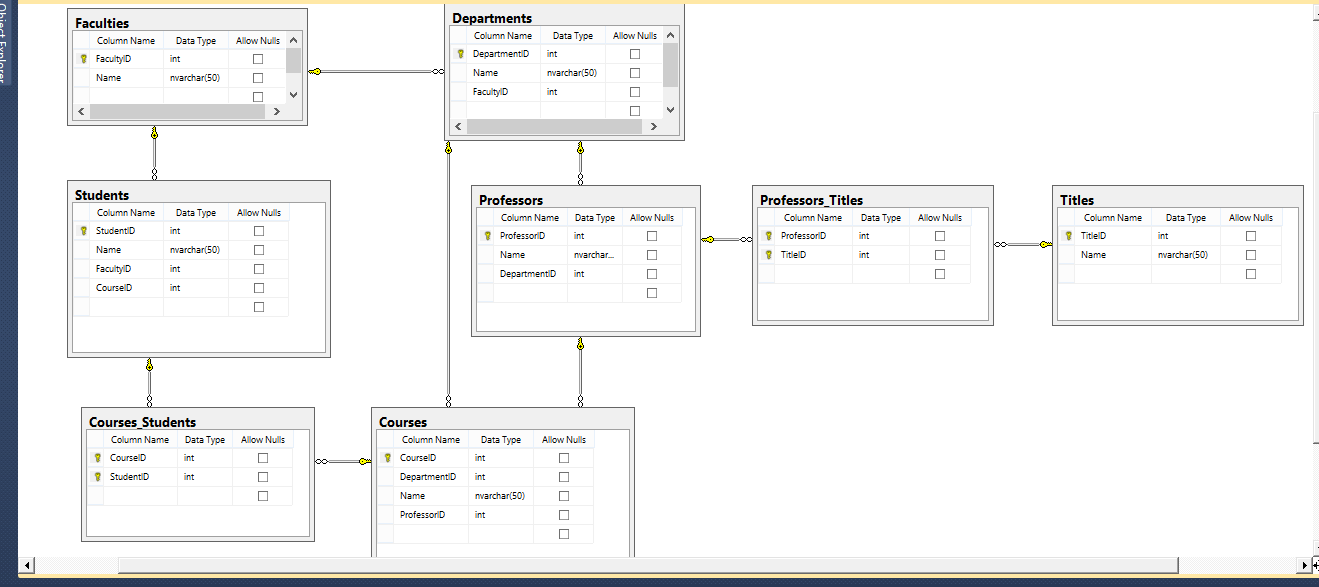 Object Explorer
Faculties
Column Name Data Type Allow Nulls
FacultyID int
Name nvarchar(50)
Departments
Column Name Data Type Allow Nulls
DepartmentID int
Name nvarchar(50)
FacultyID int
Students
Column Name Data Type Allow Nulls
StudentID int
Name nvarchar(50)
FacultyID int
CourseID int
Professors
Column Name Data Type Allow Nulls
ProfessorID int
Name nvarchar...
DepartmentID int
Professors_Titles
Column Name Data Type Allow Nulls
ProfessorID int
TitleID int
Titles
Column Name Data Type Allow Nulls
TitleID int
Name nvarchar(50)
Courses_Students
Column Name Data Type Allow Nulls
CourseID int
StudentID int
Courses
Column Name Data Type Allow Nulls
CourseID int
DepartmentID int
Name nvarchar(50)
ProfessorID int